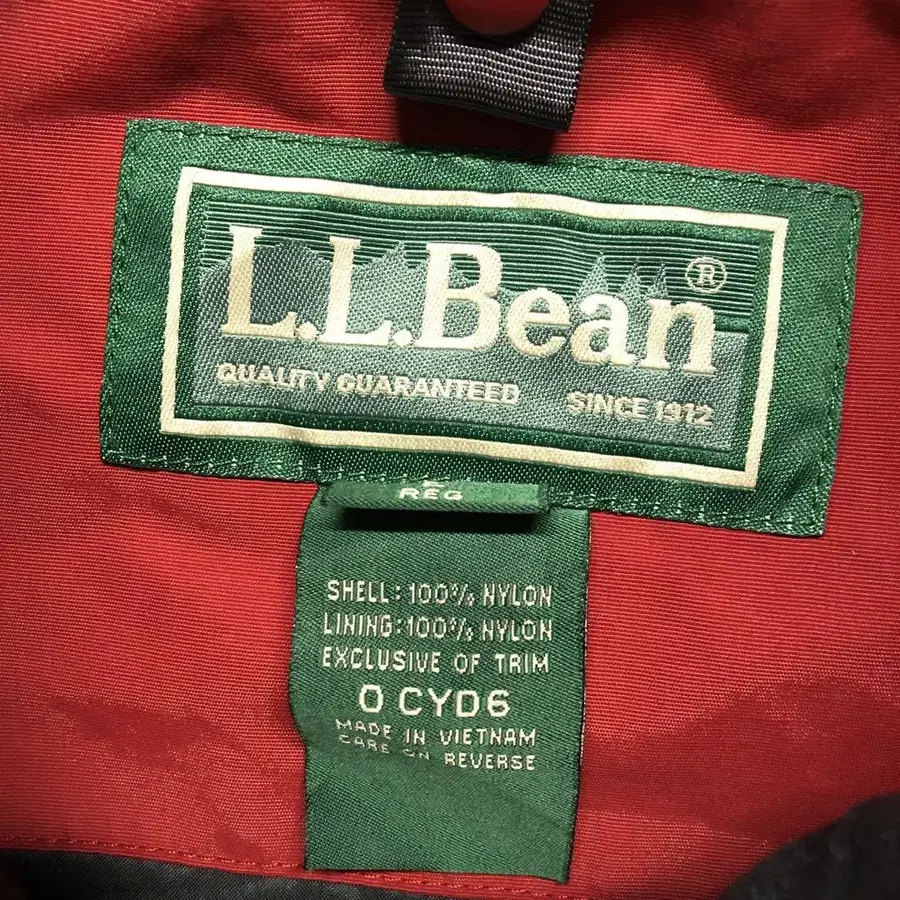 L.L.Bean®
QUALITY GUARANTEED SINCE 1912
REG
SHELL: 100% NYLON
LINING: 100% NYLON
EXCLUSIVE OF TRIM
0 CYD6
MADE IN VIETNAM
CARE ON REVERSE